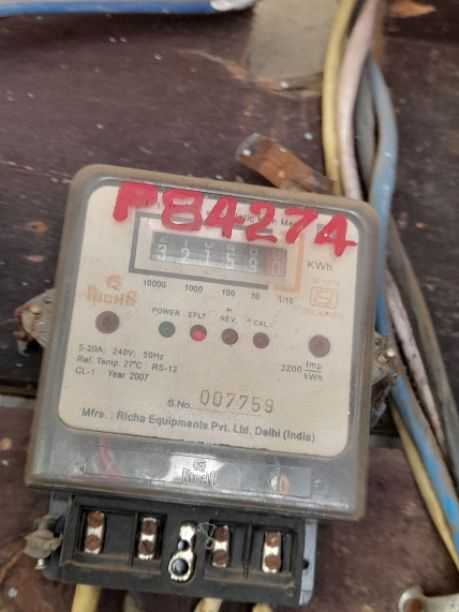 P84274
3 2 1 5 9
KWh
10000 1000 100 10 1/10
RICHA
POWER EFLT REV. CAL
5-20A; 240V; 50Hz
Ref. Temp. 27°C : RS-12
CL-1 Year 2007
3200 Imp/kWh
S.No. 007759
Mfrs. : Richa Equipments Pvt. Ltd. Delhi (India)
RICHA